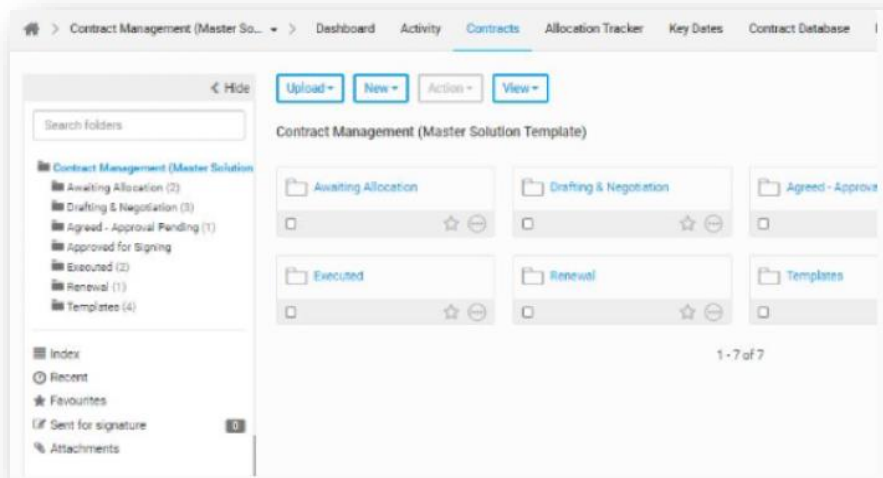 > Contract Management (Master So... > Dashboard Activity Contracts Allocation Tracker Key Dates Contract Database
< Hide
Upload New Action View
Search folders
Contract Management (Master Solution Template)
Contract Management (Master Solution
Awaiting Allocation (2)
Drafting & Negotiation (3)
Agreed - Approval Pending (1)
Approved for Signing
Executed (2)
Renewal (1)
Templates (4)
Awaiting Allocation Drafting & Negotiation Agreed - Approva
Executed Renewal Templates
1 - 7 of 7
Index
Recent
Favourites
Sent for signature 0
Attachments